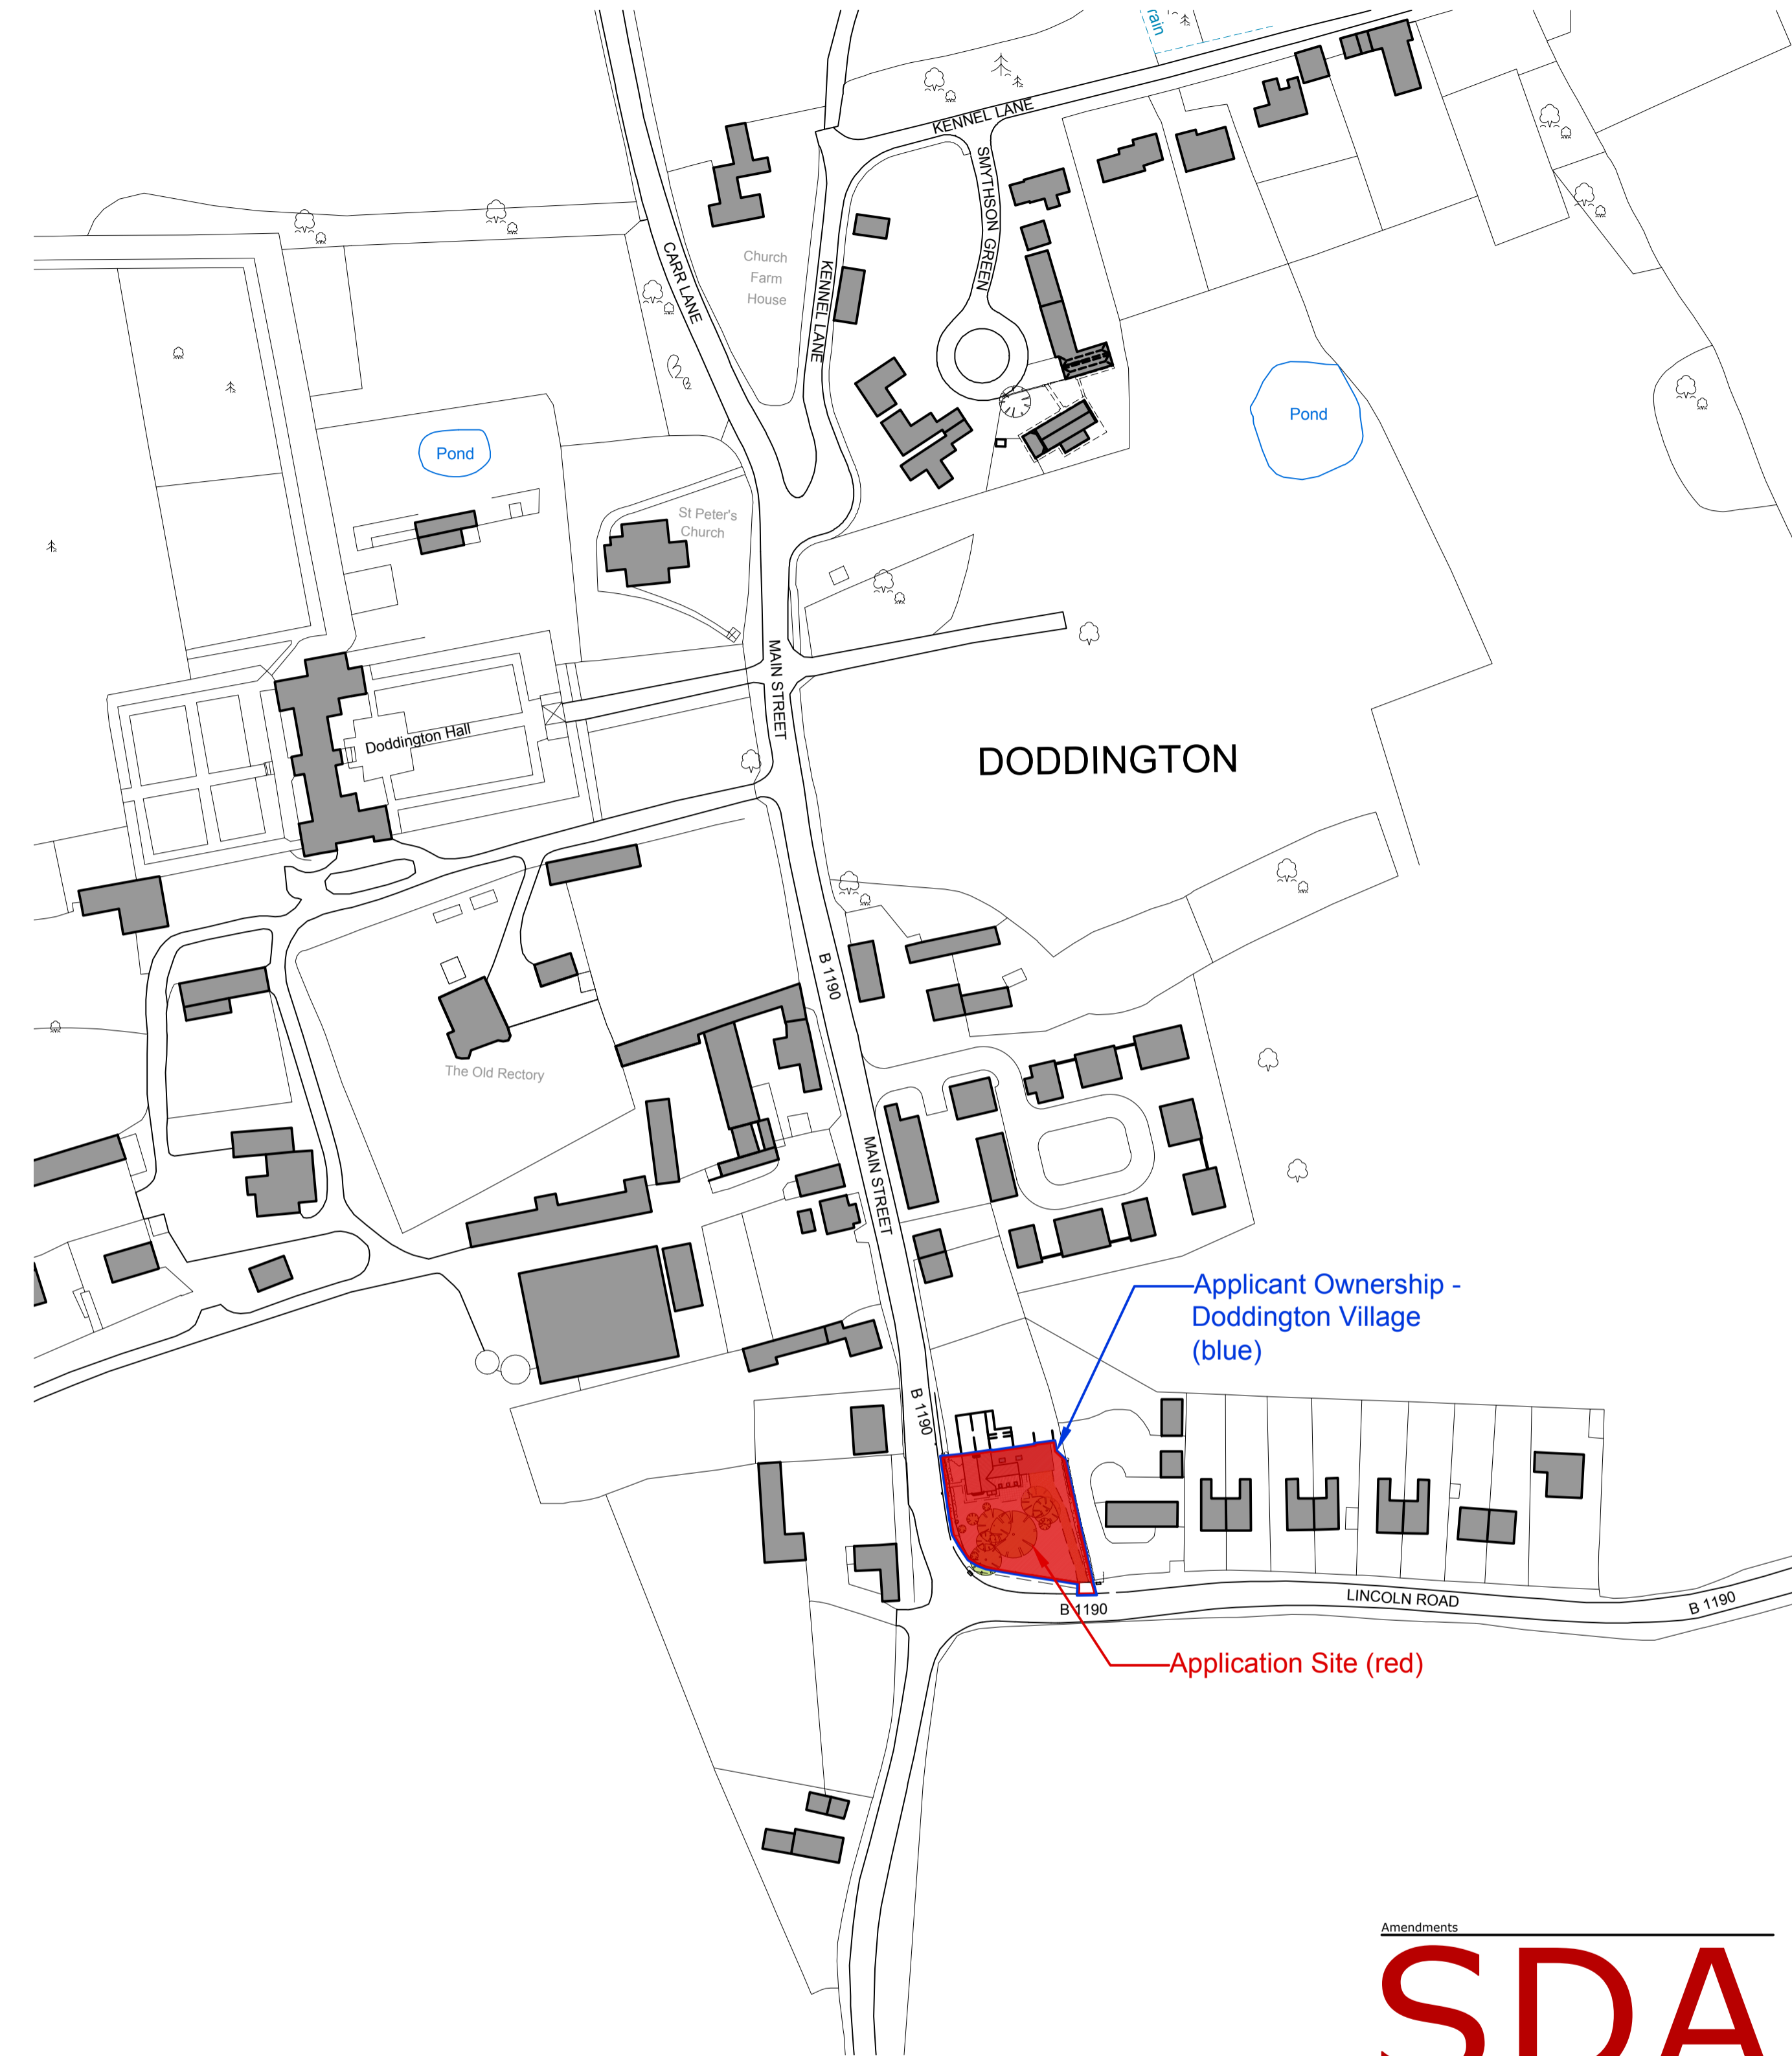 KENNEL LANE
SMYTHSON GREEN
CARR LANE
Church
Farm
House
KENNEL LANE
Pond
Pond
St Peter's
Church
MAIN STREET
Doddington Hall
DODDINGTON
B 1190
The Old Rectory
MAIN STREET
Applicant Ownership -
Doddington Village
(blue)
B 1190
LINCOLN ROAD
B 1190
B 1190
Application Site (red)
Amendments
SDA